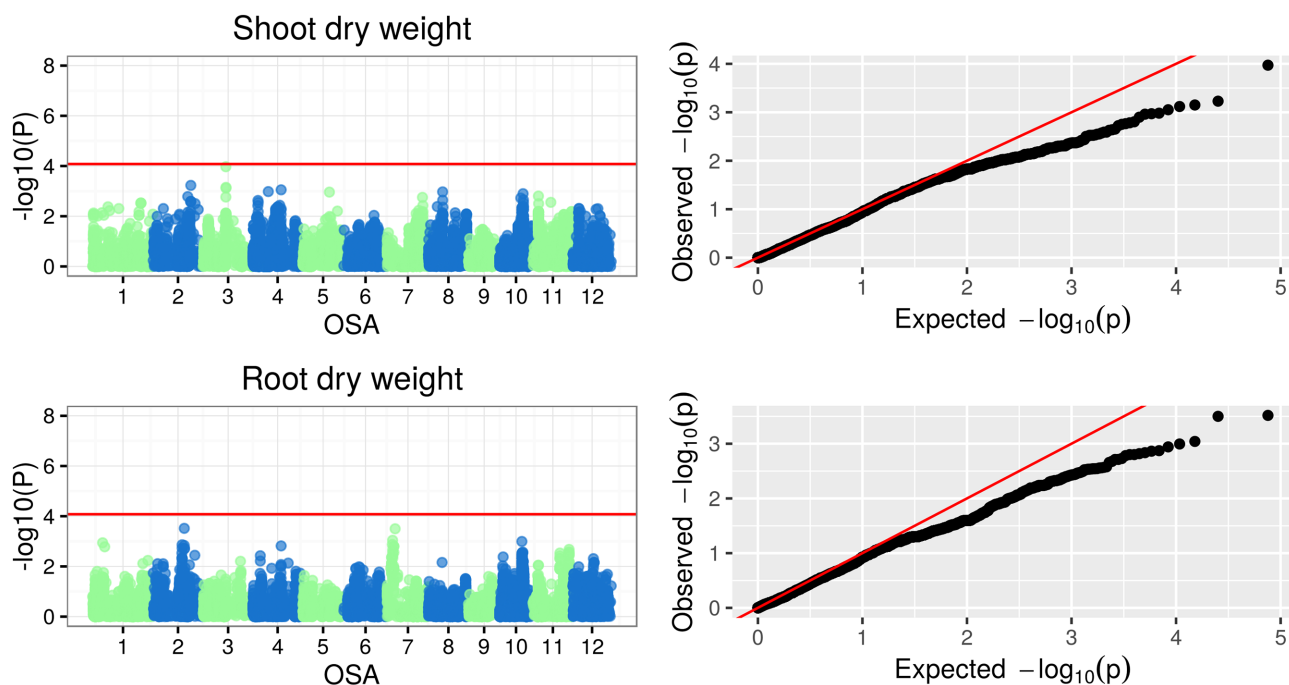 Shoot dry weight
8
6
4
2
0
-log10(P)
1 2 3 4 5 6 7 8 9 10 11 12
OSA
4
3
2
1
0
Observed −log10(p)
0 1 2 3 4 5
Expected −log10(p)
Root dry weight
8
6
4
2
0
-log10(P)
1 2 3 4 5 6 7 8 9 10 11 12
OSA
3
2
1
0
Observed −log10(p)
0 1 2 3 4 5
Expected −log10(p)